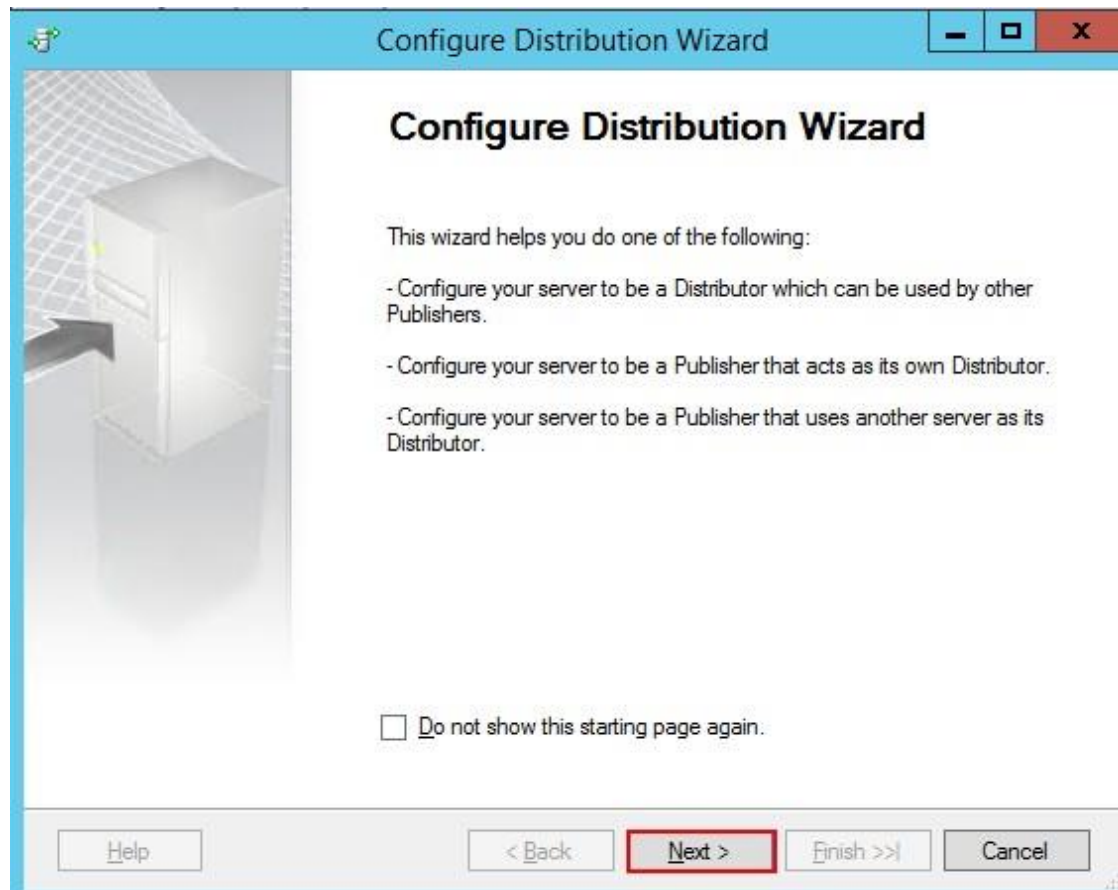 Configure Distribution Wizard
x
Configure Distribution Wizard
This wizard helps you do one of the following:
- Configure your server to be a Distributor which can be used by other
Publishers.
- Configure your server to be a Publisher that acts as its own Distributor.
- Configure your server to be a Publisher that uses another server as its
Distributor.
Do not show this starting page again.
Help
< Back
Next >
Finish >>|
Cancel